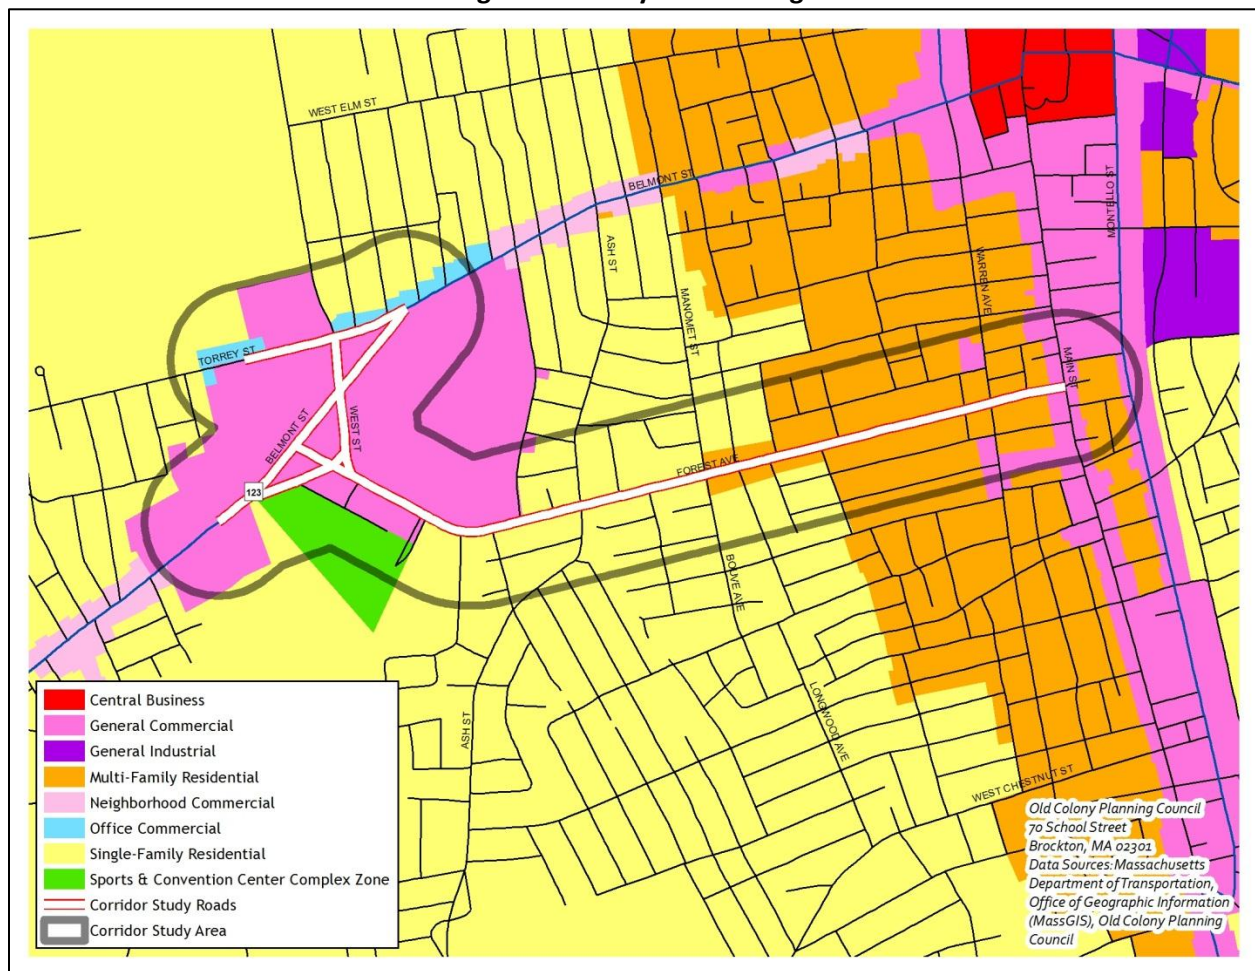 WEST ELM ST
BELMONT ST
MONTELLO ST
ASH ST
WARREN AVE
MANOMET ST
TORREY ST
MAIN ST
BELMONT ST
WEST ST
FOREST AVE
123
BOUVE AVE
LONGWOOD AVE
ASH ST
WEST CHESTNUT ST
Central Business
General Commercial
General Industrial
Multi-Family Residential
Neighborhood Commercial
Office Commercial
Single-Family Residential
Sports & Convention Center Complex Zone
Corridor Study Roads
Corridor Study Area
Old Colony Planning Council
70 School Street
Brockton, MA 02301
Data Sources: Massachusetts
Department of Transportation,
Office of Geographic Information
(MassGIS), Old Colony Planning
Council